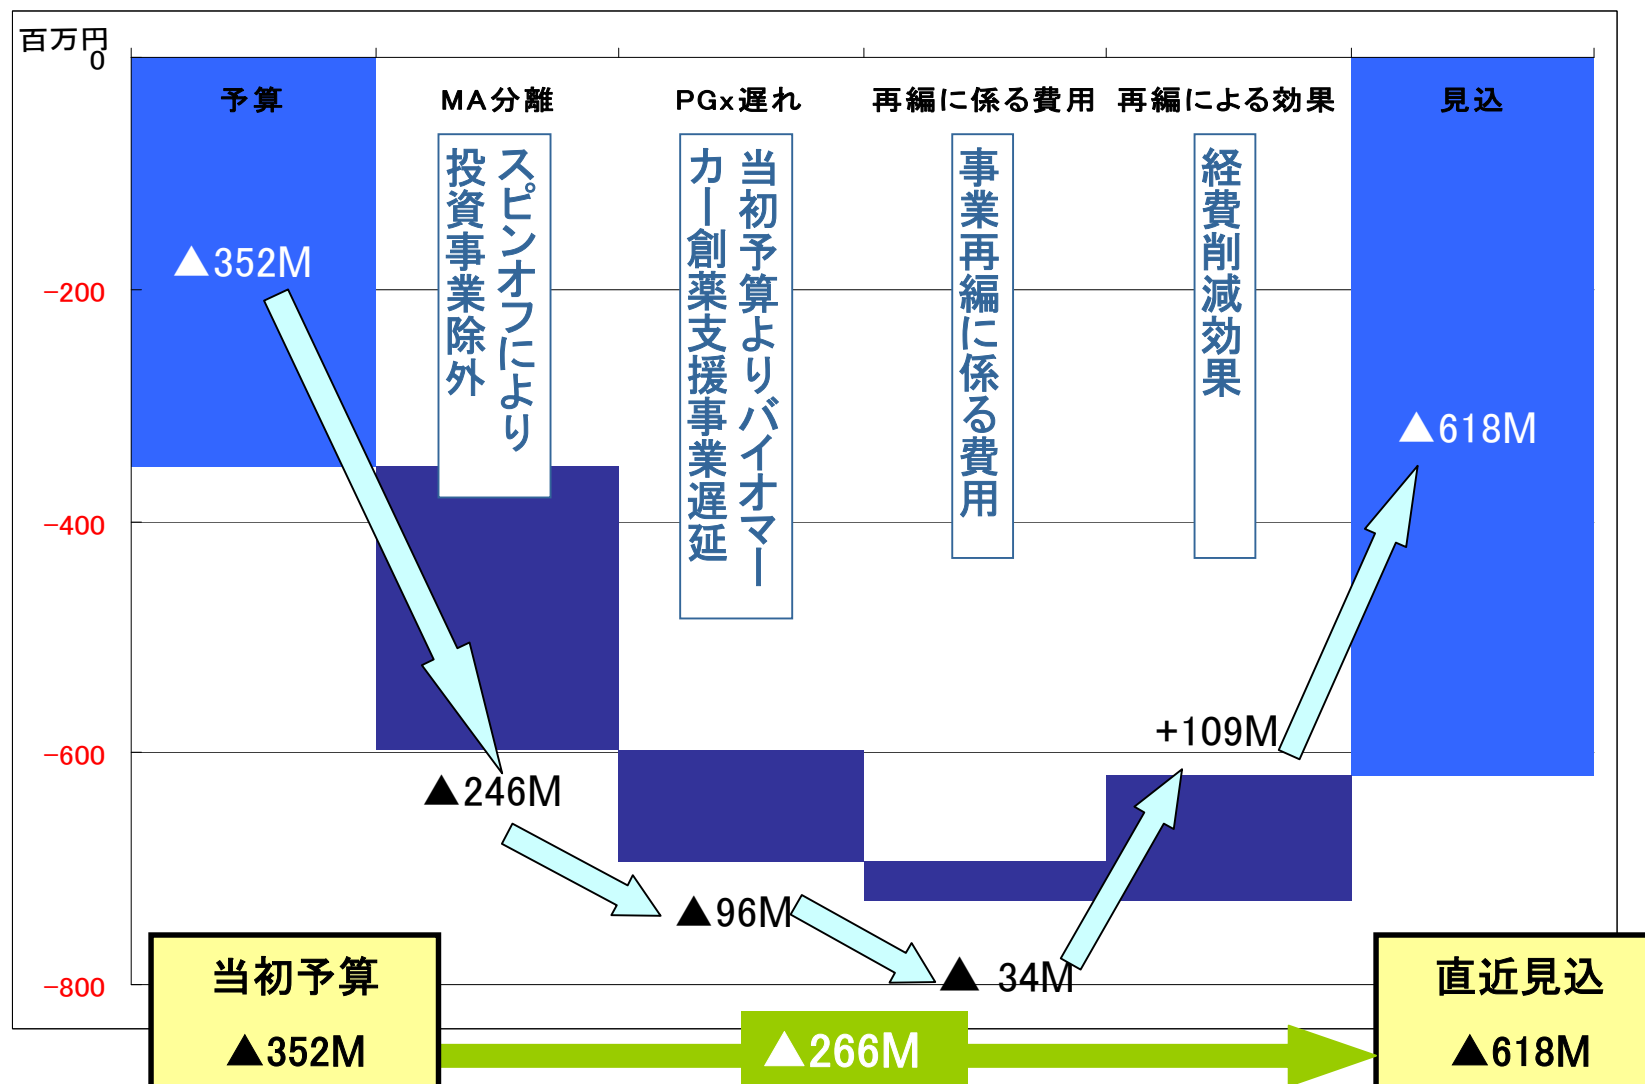 百万円
0
−200
−400
−600
−800
予算
MA分離
PGx遅れ
再編に係る費用
再編による効果
見込
スピンオフにより
投資事業除外
当初予算よりバイオマー
カー創薬支援事業遅延
事業再編に係る費用
経費削減効果
▲352M
▲246M
▲96M
▲ 34M
+109M
▲618M
当初予算
▲352M
▲266M
直近見込
▲618M